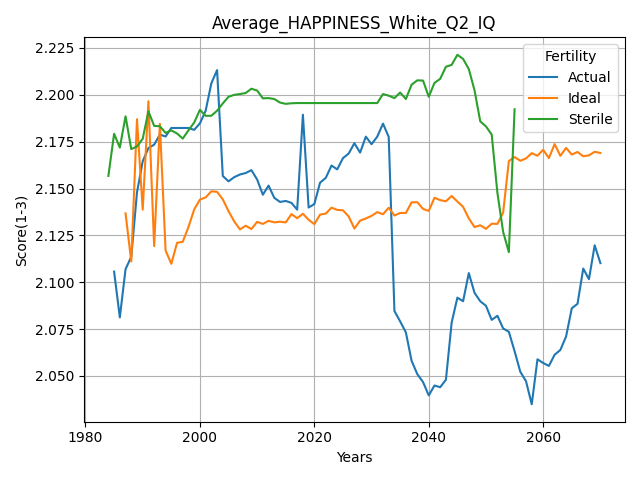 Average_HAPPINESS_White_Q2_IQ
Score(1-3)
2.225
2.200
2.175
2.150
2.125
2.100
2.075
2.050
1980
2000
2020
2040
2060
Years
Fertility
Actual
Ideal
Sterile